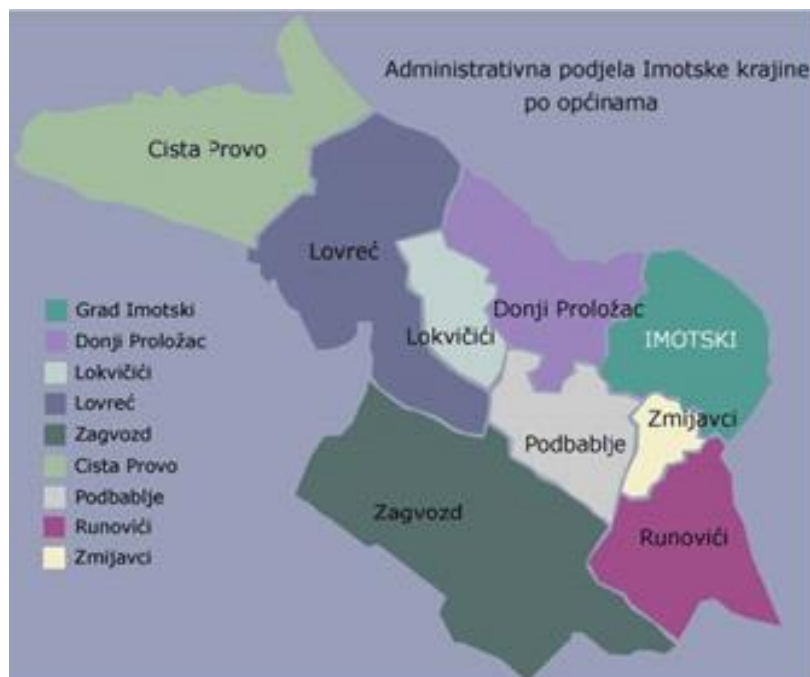 Administrativna podjela Imotske krajine
po općinama
Cista Provo
Lovreć
Donji Proložac
Lokvičići
IMOTSKI
Zmijavci
Podbablje
Zagvozd
Runovići
Grad Imotski
Donji Proložac
Lokvičići
Lovreć
Zagvozd
Cista Provo
Podbablje
Runovići
Zmijavci